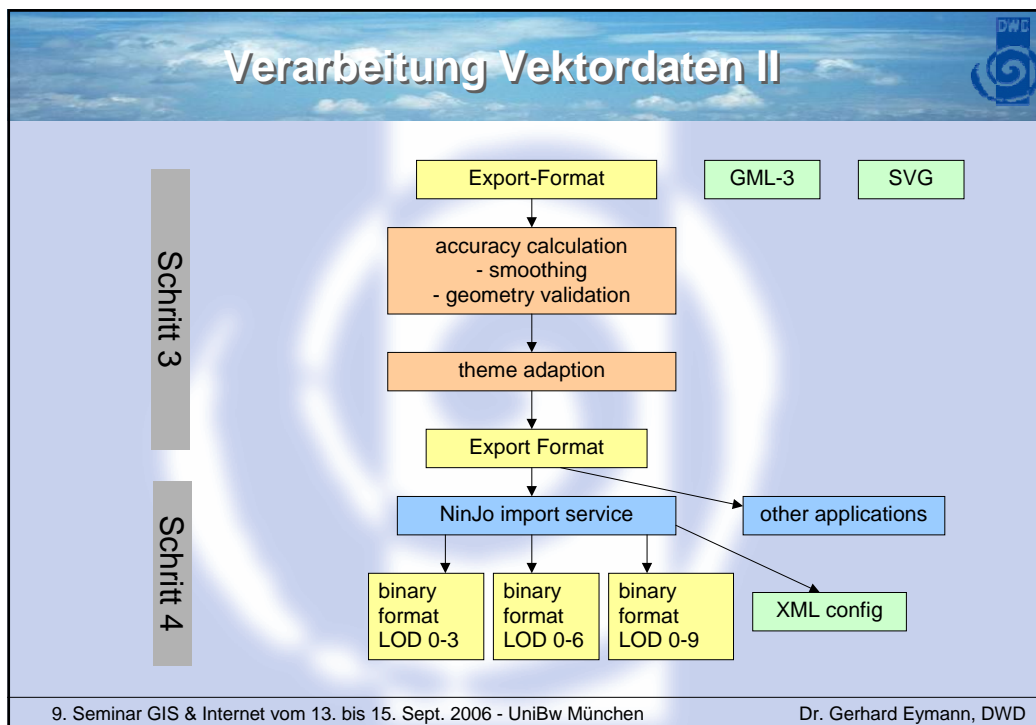 DWD
Verarbeitung Vektordaten II
Schritt 3
Export-Format
GML-3
SVG
accuracy calculation
- smoothing
- geometry validation
theme adaption
Export Format
Schritt 4
NinJo import service
other applications
binary
format
LOD 0-3
binary
format
LOD 0-6
binary
format
LOD 0-9
XML config
9. Seminar GIS & Internet vom 13. bis 15. Sept. 2006 - UniBw München
Dr. Gerhard Eymann, DWD